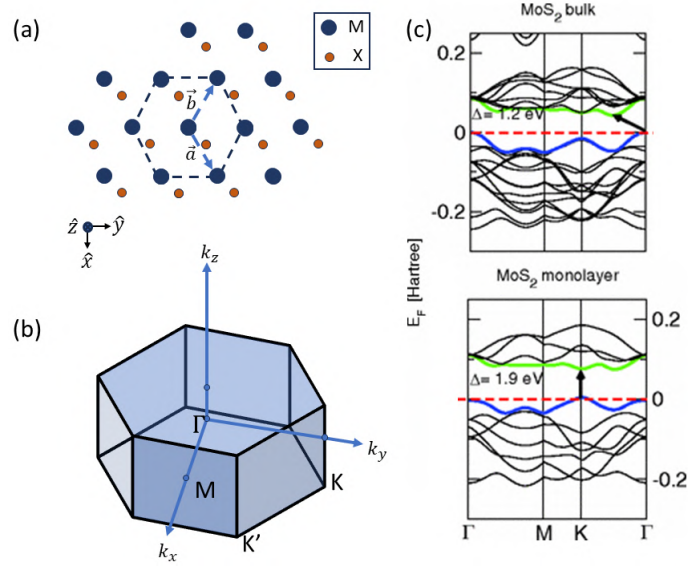 (a)
M
X
b
a
ẑ
ŷ
x̂
(b)
k_z
Γ
k_y
M
K
K′
k_x
(c)
MoS₂ bulk
0.2
Δ= 1.2 eV
0
-0.2
E_F [Hartree]
MoS₂ monolayer
0.2
Δ= 1.9 eV
0
-0.2
Γ M K Γ